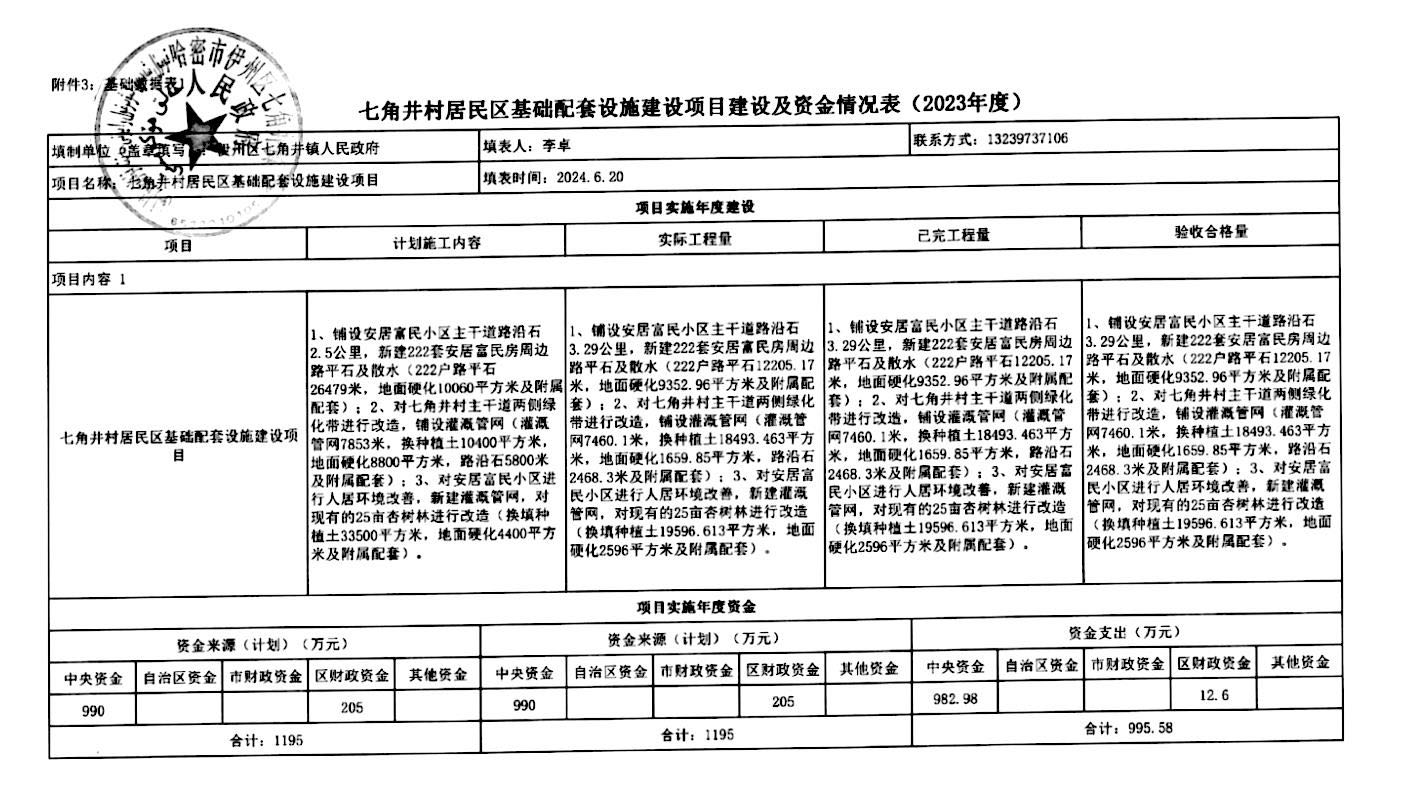 哈密市伊州区七角井镇
人民政府
附件3：基础数据表1
七角井村居民区基础配套设施建设项目建设及资金情况表（2023年度）
填制单位（盖章填写）：伊州区七角井镇人民政府 填表人：李卓 联系方式：13239737106
项目名称：七角井村居民区基础配套设施建设项目 填表时间：2024.6.20
项目实施年度建设
项目 计划施工内容 实际工程量 已完工程量 验收合格量
项目内容 1
七角井村居民区基础配套设施建设项
目
1、铺设安居富民小区主干道路沿石
2.5公里，新建222套安居富民房周边
路平石及散水（222户路平石
26479米，地面硬化10060平方米及附属
配套）；2、对七角井村主干道两侧绿
化带进行改造，铺设灌溉管网（灌溉
管网7853米，换种植土10400平方米，
地面硬化8800平方米，路沿石5800米
及附属配套）；3、对安居富民小区进
行人居环境改善，新建灌溉管网，对
现有的25亩杏树林进行改造（换填种
植土33500平方米，地面硬化4400平方
米及附属配套）。
1、铺设安居富民小区主干道路沿石
3.29公里，新建222套安居富民房周边
路平石及散水（222户路平石12205.17
米，地面硬化9352.96平方米及附属配
套）；2、对七角井村主干道两侧绿化
带进行改造，铺设灌溉管网（灌溉管
网7460.1米，换种植土18493.463平方
米，地面硬化1659.85平方米，路沿石
2468.3米及附属配套）；3、对安居富
民小区进行人居环境改善，新建灌溉
管网，对现有的25亩杏树林进行改造
（换填种植土19596.613平方米，地面
硬化2596平方米及附属配套）。
1、铺设安居富民小区主干道路沿石
3.29公里，新建222套安居富民房周边
路平石及散水（222户路平石12205.17
米，地面硬化9352.96平方米及附属配
套）；2、对七角井村主干道两侧绿化
带进行改造，铺设灌溉管网（灌溉管
网7460.1米，换种植土18493.463平方
米，地面硬化1659.85平方米，路沿石
2468.3米及附属配套）；3、对安居富
民小区进行人居环境改善，新建灌溉
管网，对现有的25亩杏树林进行改造
（换填种植土19596.613平方米，地面
硬化2596平方米及附属配套）。
1、铺设安居富民小区主干道路沿石
3.29公里，新建222套安居富民房周边
路平石及散水（222户路平石12205.17
米，地面硬化9352.96平方米及附属配
套）；2、对七角井村主干道两侧绿化
带进行改造，铺设灌溉管网（灌溉管
网7460.1米，换种植土18493.463平方
米，地面硬化1659.85平方米，路沿石
2468.3米及附属配套）；3、对安居富
民小区进行人居环境改善，新建灌溉
管网，对现有的25亩杏树林进行改造
（换填种植土19596.613平方米，地面
硬化2596平方米及附属配套）。
项目实施年度资金
资金来源（计划）（万元） 资金来源（计划）（万元） 资金支出（万元）
中央资金 自治区资金 市财政资金 区财政资金 其他资金 中央资金 自治区资金 市财政资金 区财政资金 其他资金 中央资金 自治区资金 市财政资金 区财政资金 其他资金
990 205 990 205 982.98 12.6
合计：1195 合计：1195 合计：995.58